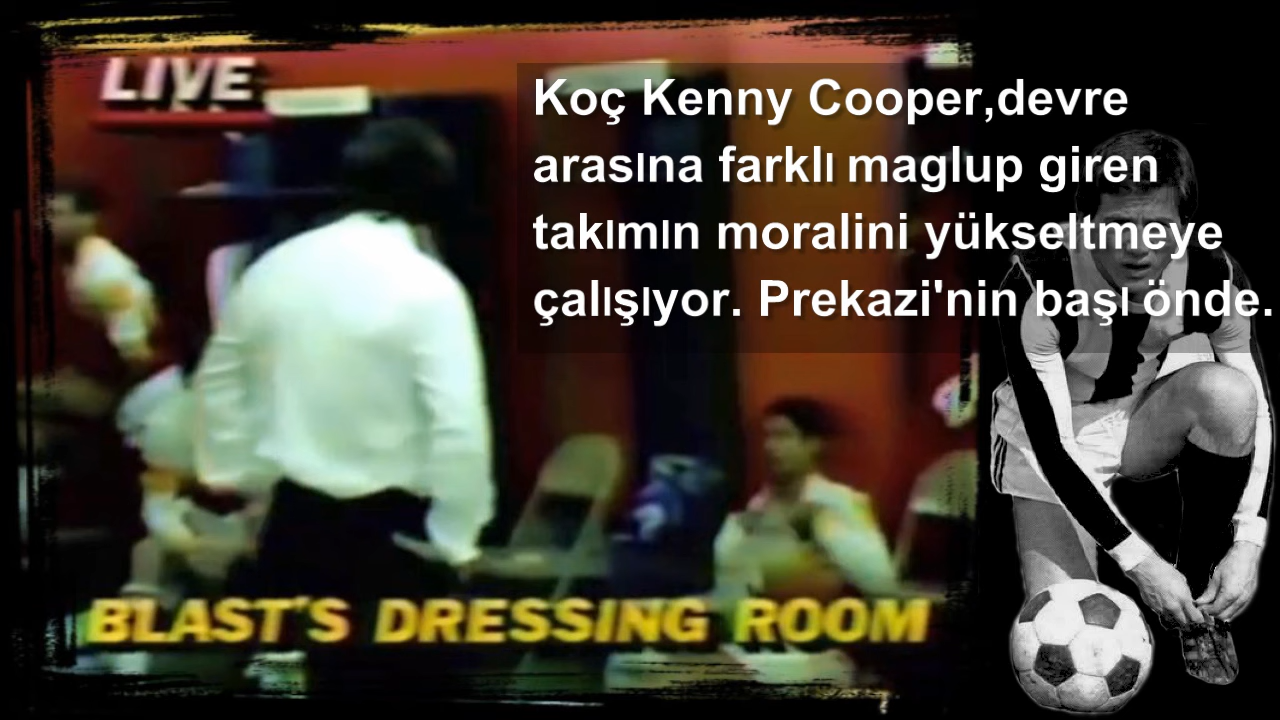 LIVE
Koç Kenny Cooper,devre
arasına farklı maglup giren
takımın moralini yükseltmeye
çalışıyor. Prekazi'nin başı önde.
BLAST'S DRESSING ROOM